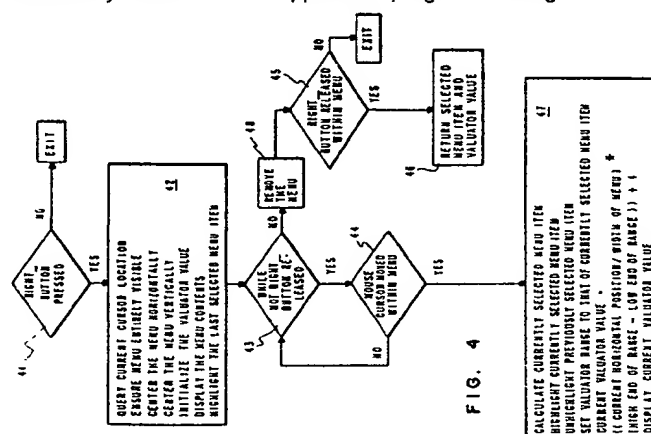 RIGHT
BUTTON
PRESSED
NO
EXIT
41
YES
42
QUERY CURRENT CURSOR LOCATION
ENSURE MENU ENTIRELY VISIBLE
CENTER THE MENU HORIZONTALLY
CENTER THE MENU VERTICALLY
INITIALIZE THE VALUATOR VALUE
DISPLAY THE MENU CONTENTS
HIGHLIGHT THE LAST SELECTED MENU ITEM
WHILE
NOT RIGHT
BUTTON RE-
LEASED
43
NO
REMOVE
THE
MENU
48
RIGHT
BUTTON RELEASED
WITHIN MENU
45
NO
EXIT
YES
RETURN SELECTED
MENU ITEM AND
VALUATOR VALUE
46
YES
MOUSE
CURSOR MOVED
WITHIN MENU
44
NO
YES
FIG. 4
47
CALCULATE CURRENTLY SELECTED MENU ITEM
HIGHLIGHT CURRENTLY SELECTED MENU ITEM
UNHIGHLIGHT PREVIOUSLY SELECTED MENU ITEM
SET VALUATOR RANGE TO THAT OF CURRENTLY SELECTED MENU ITEM
CURRENT VALUATOR VALUE =
(( CURRENT HORIZONTAL POSITION/ WIDTH OF MENU) *
(HIGH END OF RANGE - LOW END OF RANGE )) + 1
DISPLAY CURRENT VALUATOR VALUE